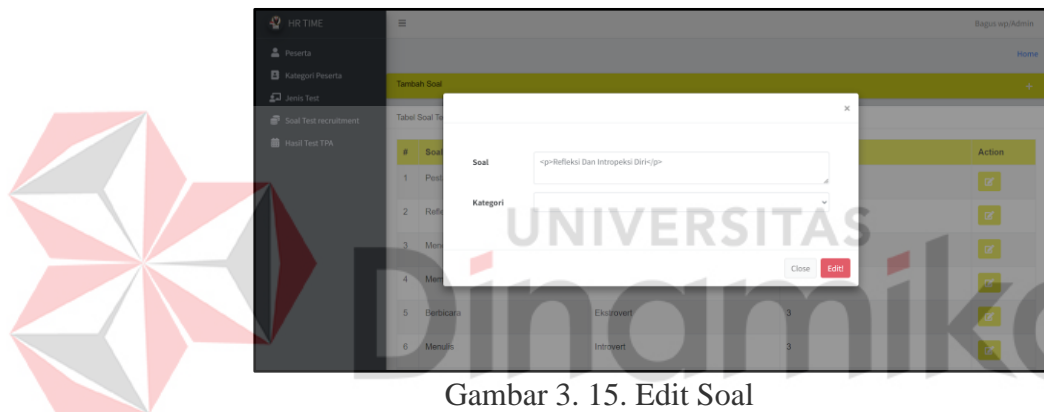 HR TIME
Bagus wp/Admin
Peserta
Home
Kategori Peserta
Tambah Soal
Jenis Test
Soal Test recruitment
Tabel Soal Te
Hasil Test TPA
# Soal Action
Soal <p>Refleksi Dan Intropeksi Diri</p>
1
Kategori
2 Refle
3
4 Mem
Close Edit!
5 Berbicara Ekstrovert 3
6 Menulis Introvert 3
UNIVERSITAS
Dinamika
Gambar 3. 15. Edit Soal